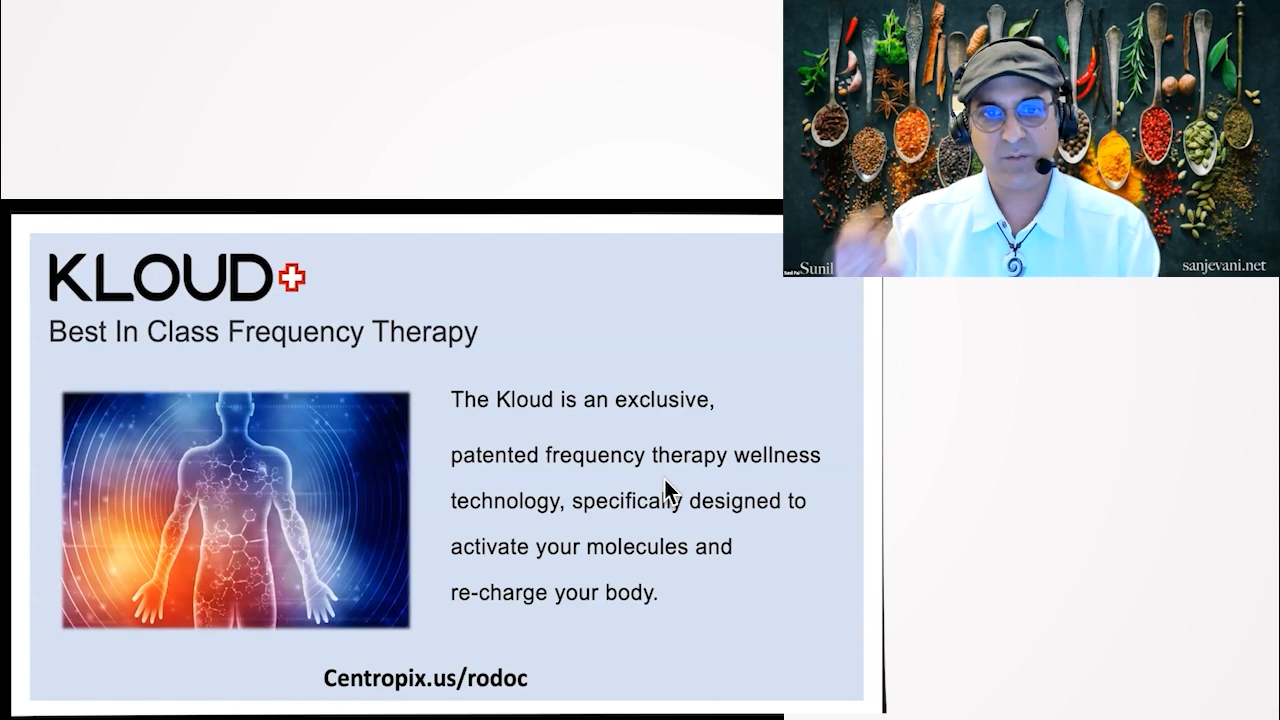 KLOUD
Best In Class Frequency Therapy
The Kloud is an exclusive,
patented frequency therapy wellness
technology, specifically designed to
activate your molecules and
re-charge your body.
Centropix.us/rodoc
Sunil
sanjevani.net